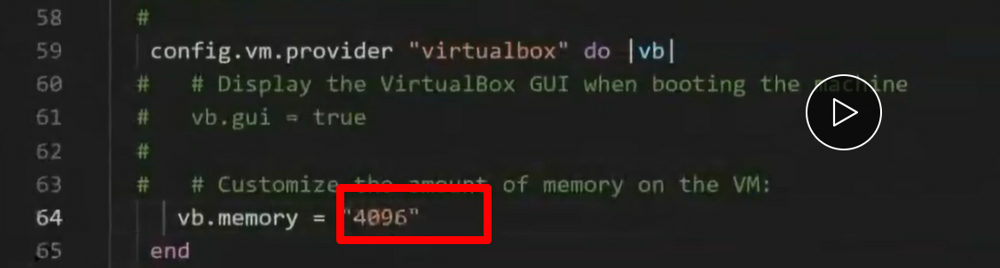 58 #
59 config.vm.provider "virtualbox" do |vb|
60 # # Display the VirtualBox GUI when booting the machine
61 # vb.gui = true
62 #
63 # # Customize the amount of memory on the VM:
64 vb.memory = "4096"
65 end